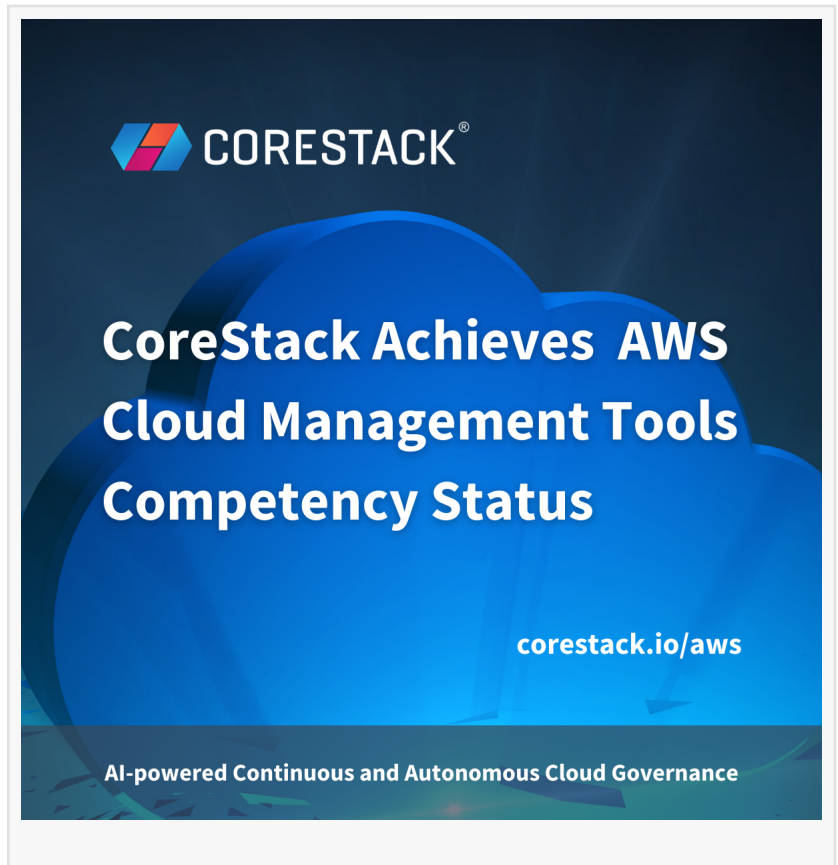 CORESTACK®
CoreStack Achieves  AWS
Cloud Management Tools
Competency Status
corestack.io/aws
AI-powered Continuous and Autonomous Cloud Governance